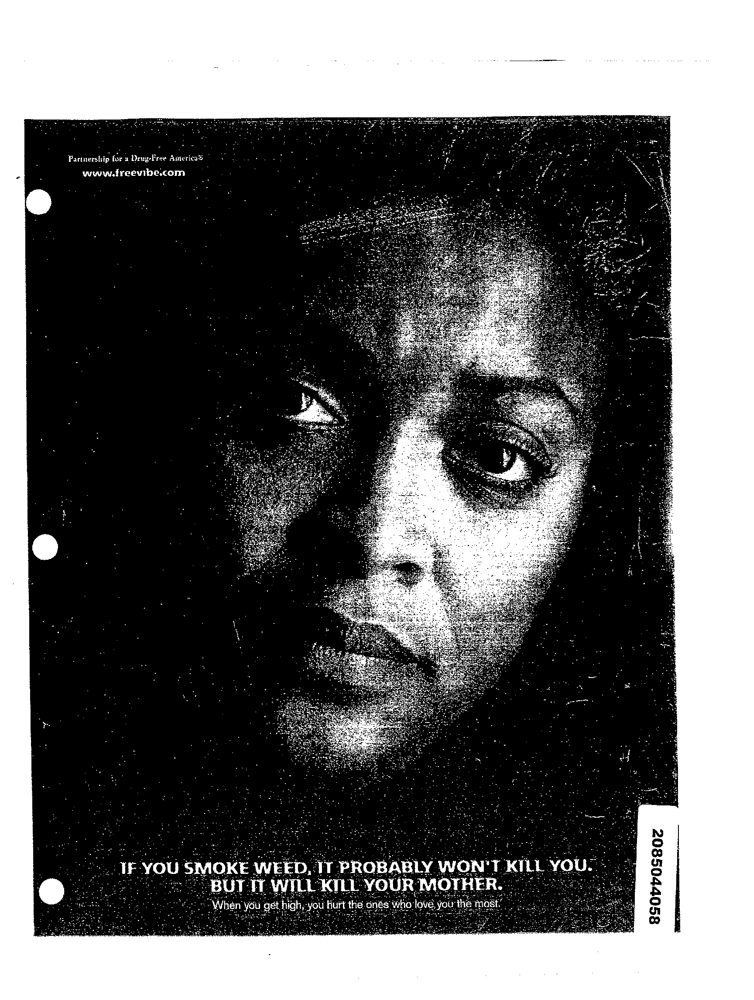 Partnership for a Drug-Free America®
www.freevibe.com
IF YOU SMOKE WEED, IT PROBABLY WON'T KILL YOU.
BUT IT WILL KILL YOUR MOTHER.
When you get high, you hurt the ones who love you the most.
2085044058